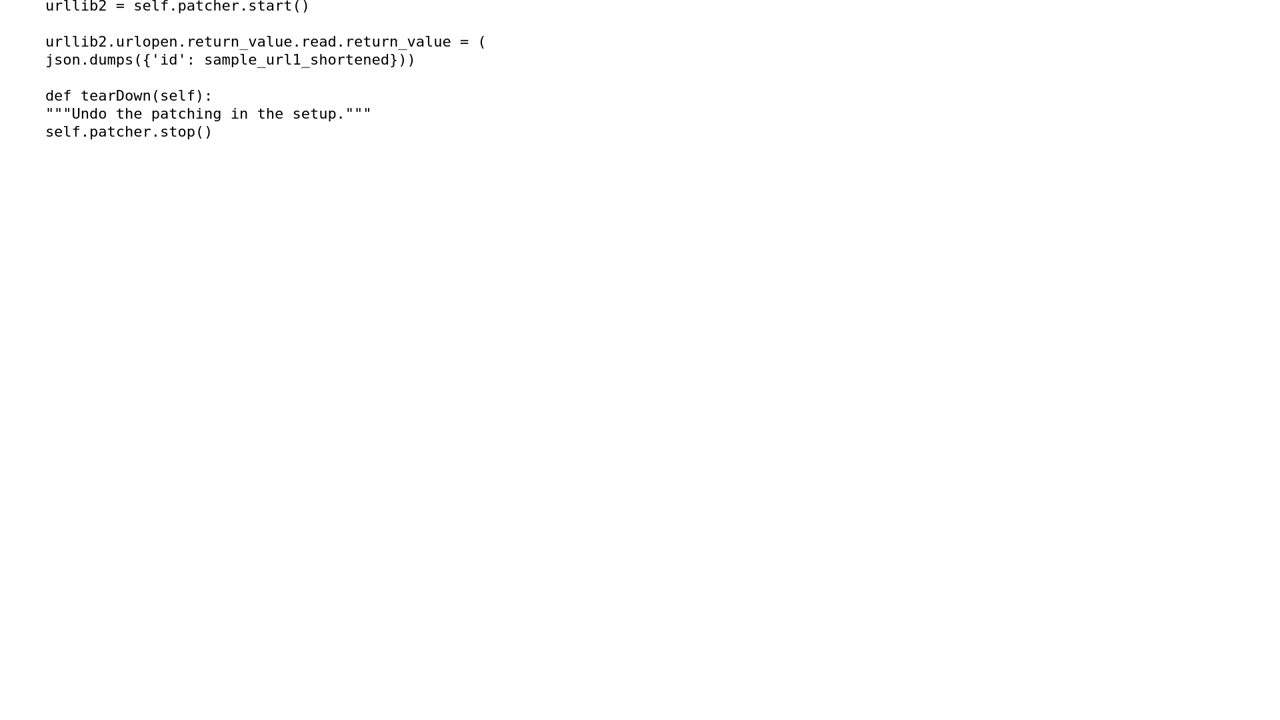 urllib2 = self.patcher.start()
urllib2.urlopen.return_value.read.return_value = (
json.dumps({'id': sample_url1_shortened}))
def tearDown(self):
"""Undo the patching in the setup."""
self.patcher.stop()